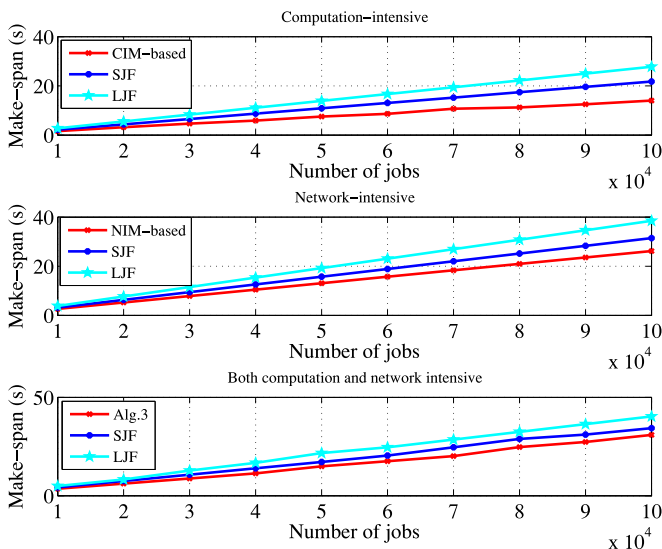 Computation−intensive
Make−span (s)
40
20
0
CIM−based
SJF
LJF
1 2 3 4 5 6 7 8 9 10
Number of jobs
x 10^4
Network−intensive
Make−span (s)
40
20
0
NIM−based
SJF
LJF
1 2 3 4 5 6 7 8 9 10
Number of jobs
x 10^4
Both computation and network intensive
Make−span (s)
50
0
Alg.3
SJF
LJF
1 2 3 4 5 6 7 8 9 10
Number of jobs
x 10^4